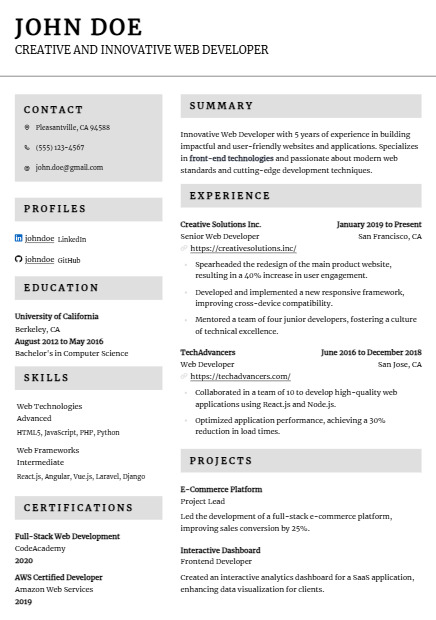 JOHN DOE
CREATIVE AND INNOVATIVE WEB DEVELOPER
CONTACT
Pleasantville, CA 94588
(555) 123-4567
john.doe@gmail.com
PROFILES
johndoe LinkedIn
johndoe GitHub
EDUCATION
University of California
Berkeley, CA
August 2012 to May 2016
Bachelor's in Computer Science
SKILLS
Web Technologies
Advanced
HTML5, JavaScript, PHP, Python
Web Frameworks
Intermediate
React.js, Angular, Vue.js, Laravel, Django
CERTIFICATIONS
Full-Stack Web Development
CodeAcademy
2020
AWS Certified Developer
Amazon Web Services
2019
SUMMARY
Innovative Web Developer with 5 years of experience in building
impactful and user-friendly websites and applications. Specializes
in front-end technologies and passionate about modern web
standards and cutting-edge development techniques.
EXPERIENCE
Creative Solutions Inc. January 2019 to Present
Senior Web Developer San Francisco, CA
https://creativesolutions.inc/
Spearheaded the redesign of the main product website,
resulting in a 40% increase in user engagement.
Developed and implemented a new responsive framework,
improving cross-device compatibility.
Mentored a team of four junior developers, fostering a culture
of technical excellence.
TechAdvancers June 2016 to December 2018
Web Developer San Jose, CA
https://techadvancers.com/
Collaborated in a team of 10 to develop high-quality web
applications using React.js and Node.js.
Optimized application performance, achieving a 30%
reduction in load times.
PROJECTS
E-Commerce Platform
Project Lead
Led the development of a full-stack e-commerce platform,
improving sales conversion by 25%.
Interactive Dashboard
Frontend Developer
Created an interactive analytics dashboard for a SaaS application,
enhancing data visualization for clients.